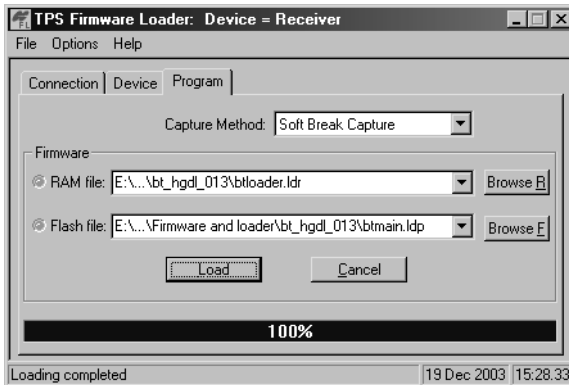 TPS Firmware Loader: Device = Receiver
File Options Help
Connection Device Program
Capture Method: Soft Break Capture
Firmware
RAM file: E:\...\bt_hgdl_013\btloader.ldr Browse R
Flash file: E:\...\Firmware and loader\bt_hgdl_013\btmain.ldp Browse F
Load Cancel
100%
Loading completed 19 Dec 2003 15:28.33